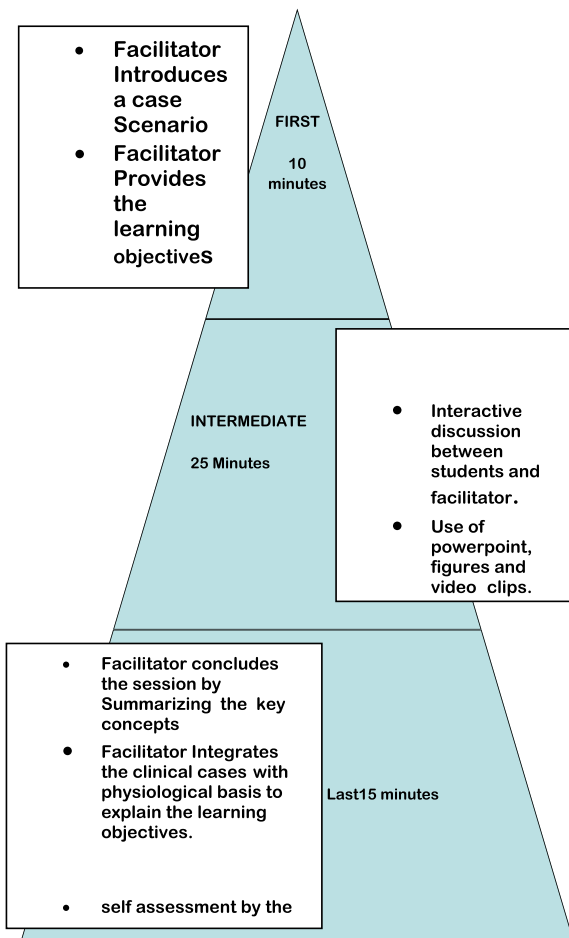 • Facilitator
Introduces
a case
Scenario
• Facilitator
Provides
the
learning
objectives
FIRST
10
minutes
INTERMEDIATE
25 Minutes
• Interactive
discussion
between
students and
facilitator.
• Use of
powerpoint,
figures and
video clips.
• Facilitator concludes
the session by
Summarizing the key
concepts
• Facilitator Integrates
the clinical cases with
physiological basis to
explain the learning
objectives.
• self assessment by the
Last15 minutes